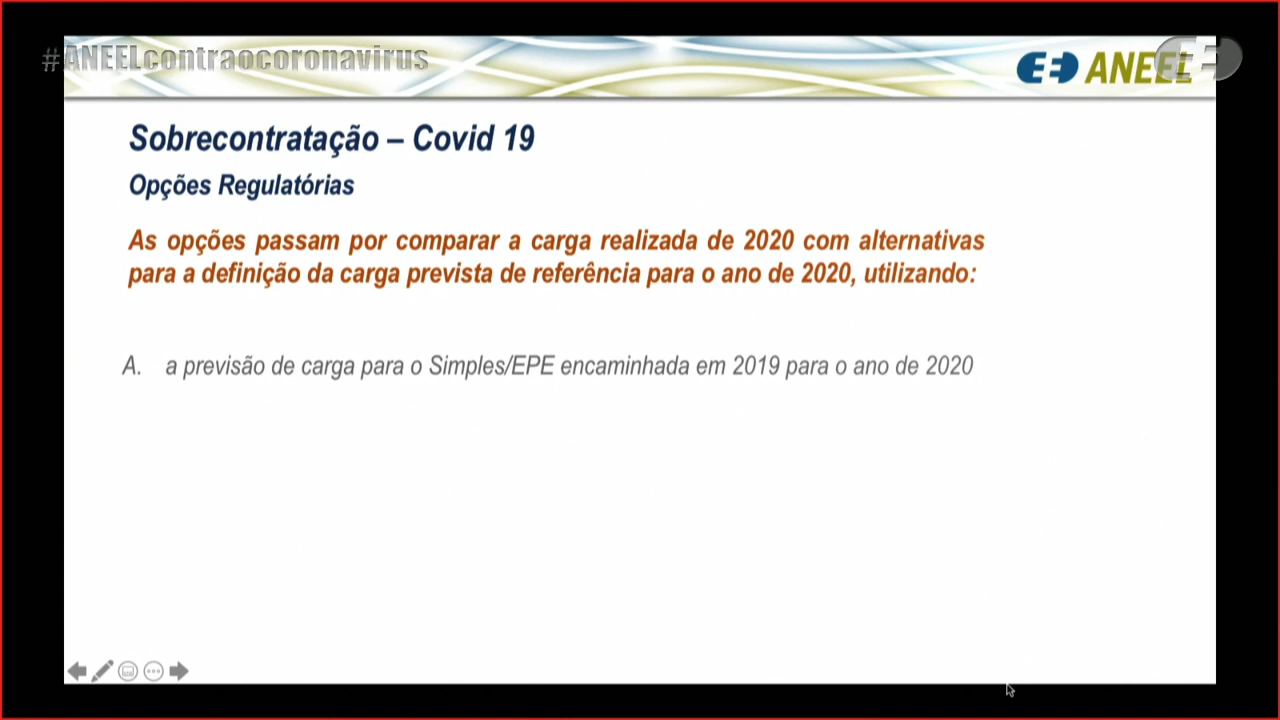 #ANEELcontraocoronavirus
ANEEL
Sobrecontratação – Covid 19
Opções Regulatórias
As opções passam por comparar a carga realizada de 2020 com alternativas
para a definição da carga prevista de referência para o ano de 2020, utilizando:
A. a previsão de carga para o Simples/EPE encaminhada em 2019 para o ano de 2020